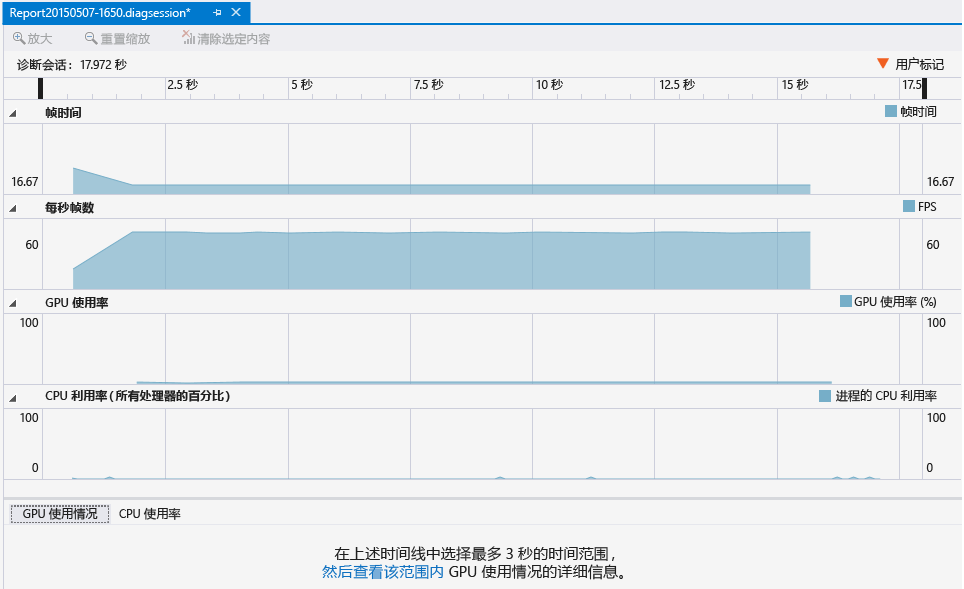 Report20150507-1650.diagsession*
放大 重置缩放 清除选定内容
诊断会话：17.972 秒 用户标记
2.5 秒 5 秒 7.5 秒 10 秒 12.5 秒 15 秒 17.5
帧时间 帧时间
16.67 16.67
每秒帧数 FPS
60 60
GPU 使用率 GPU 使用率 (%)
100 100
CPU 利用率(所有处理器的百分比) 进程的 CPU 利用率
100 100
0 0
GPU 使用情况 CPU 使用率
在上述时间线中选择最多 3 秒的时间范围，
然后查看该范围内 GPU 使用情况的详细信息。